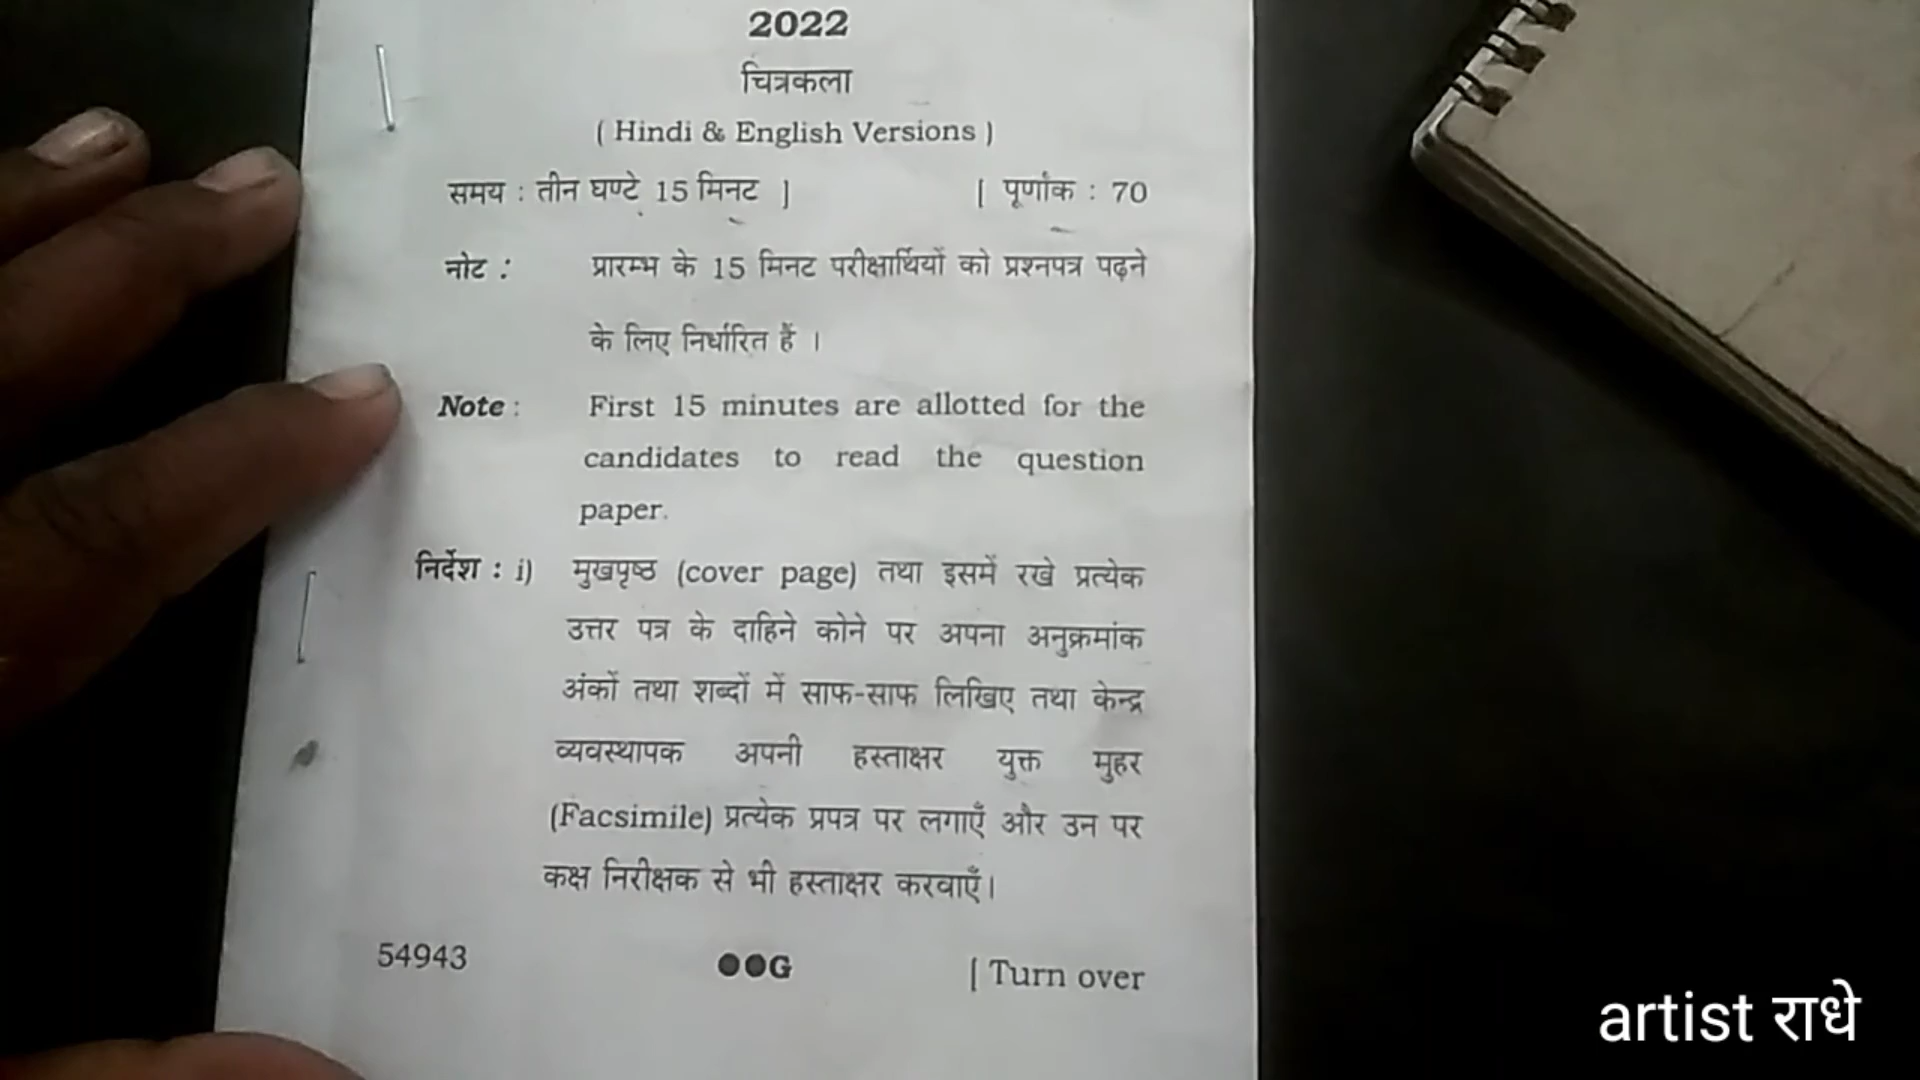 2022
चित्रकला
( Hindi & English Versions )
समय : तीन घण्टे 15 मिनट ] [ पूर्णांक : 70
नोट : प्रारम्भ के 15 मिनट परीक्षार्थियों को प्रश्नपत्र पढ़ने
के लिए निर्धारित हैं ।
Note : First 15 minutes are allotted for the
candidates to read the question
paper.
निर्देश : i) मुखपृष्ठ (cover page) तथा इसमें रखे प्रत्येक
उत्तर पत्र के दाहिने कोने पर अपना अनुक्रमांक
अंकों तथा शब्दों में साफ-साफ लिखिए तथा केन्द्र
व्यवस्थापक अपनी हस्ताक्षर युक्त मुहर
(Facsimile) प्रत्येक प्रपत्र पर लगाएँ और उन पर
कक्ष निरीक्षक से भी हस्ताक्षर करवाएँ।
54943 ●●G [ Turn over
artist राधे